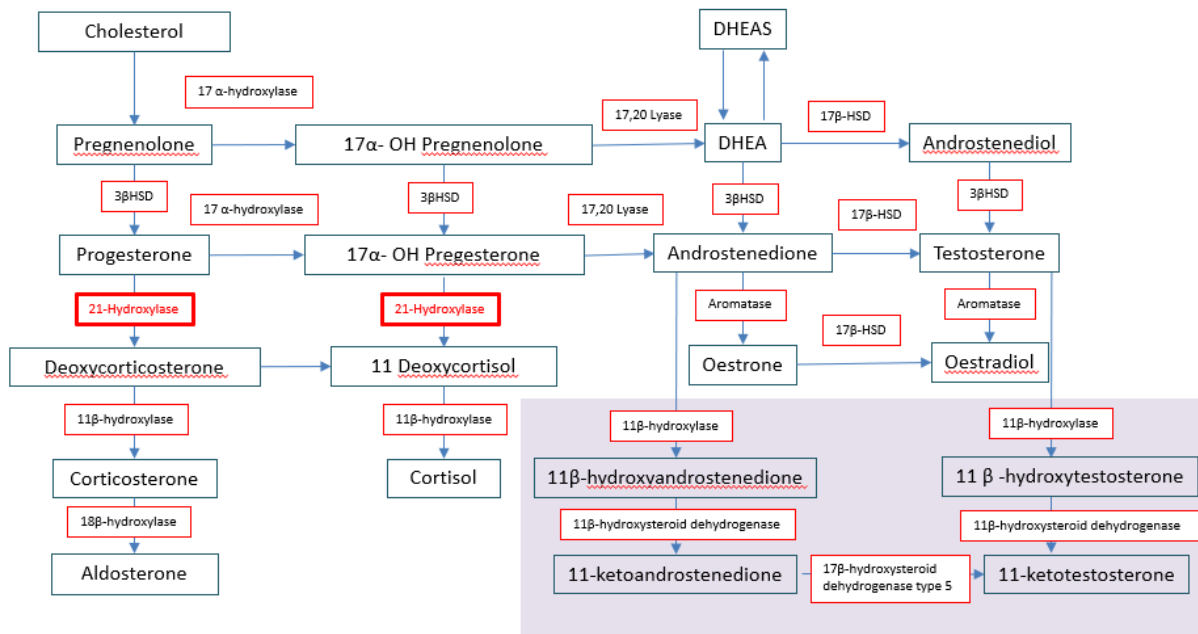 Cholesterol
DHEAS
17 α-hydroxylase
17,20 Lyase
17β-HSD
Pregnenolone
17α- OH Pregnenolone
DHEA
Androstenediol
3βHSD
3βHSD
3βHSD
3βHSD
17 α-hydroxylase
17,20 Lyase
17β-HSD
Progesterone
17α- OH Pregesterone
Androstenedione
Testosterone
21-Hydroxylase
21-Hydroxylase
Aromatase
Aromatase
17β-HSD
Deoxycorticosterone
11 Deoxycortisol
Oestrone
Oestradiol
11β-hydroxylase
11β-hydroxylase
11β-hydroxylase
11β-hydroxylase
Corticosterone
Cortisol
11β-hydroxyandrostenedione
11 β -hydroxytestosterone
18β-hydroxylase
11β-hydroxysteroid dehydrogenase
11β-hydroxysteroid dehydrogenase
Aldosterone
11-ketoandrostenedione
17β-hydroxysteroid
dehydrogenase type 5
11-ketotestosterone